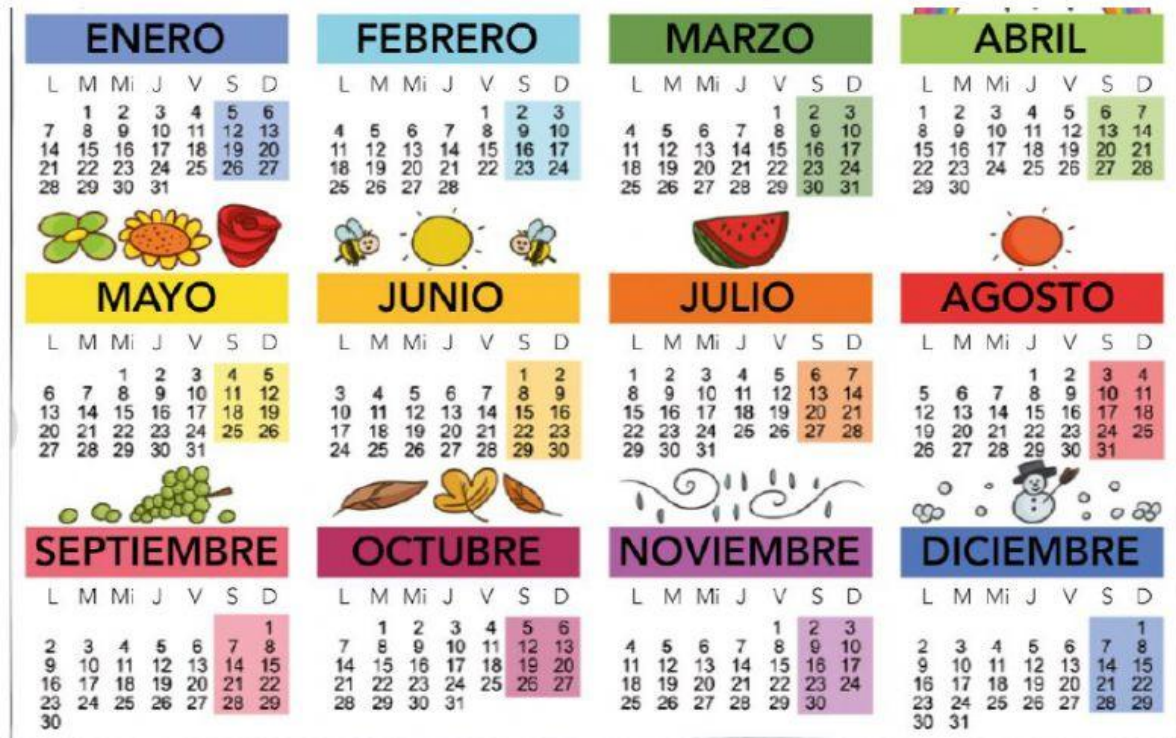 ENERO
L M Mi J V S D
1 2 3 4 5 6
7 8 9 10 11 12 13
14 15 16 17 18 19 20
21 22 23 24 25 26 27
28 29 30 31
FEBRERO
L M Mi J V S D
1 2 3
4 5 6 7 8 9 10
11 12 13 14 15 16 17
18 19 20 21 22 23 24
25 26 27 28
MARZO
L M Mi J V S D
1 2 3
4 5 6 7 8 9 10
11 12 13 14 15 16 17
18 19 20 21 22 23 24
25 26 27 28 29 30 31
ABRIL
L M Mi J V S D
1 2 3 4 5 6 7
8 9 10 11 12 13 14
15 16 17 18 19 20 21
22 23 24 25 26 27 28
29 30
MAYO
L M Mi J V S D
1 2 3 4 5
6 7 8 9 10 11 12
13 14 15 16 17 18 19
20 21 22 23 24 25 26
27 28 29 30 31
JUNIO
L M Mi J V S D
1 2
3 4 5 6 7 8 9
10 11 12 13 14 15 16
17 18 19 20 21 22 23
24 25 26 27 28 29 30
JULIO
L M Mi J V S D
1 2 3 4 5 6 7
8 9 10 11 12 13 14
15 16 17 18 19 20 21
22 23 24 25 26 27 28
29 30 31
AGOSTO
L M Mi J V S D
1 2 3 4
5 6 7 8 9 10 11
12 13 14 15 16 17 18
19 20 21 22 23 24 25
26 27 28 29 30 31
SEPTIEMBRE
L M Mi J V S D
1
2 3 4 5 6 7 8
9 10 11 12 13 14 15
16 17 18 19 20 21 22
23 24 25 26 27 28 29
30
OCTUBRE
L M Mi J V S D
1 2 3 4 5 6
7 8 9 10 11 12 13
14 15 16 17 18 19 20
21 22 23 24 25 26 27
28 29 30 31
NOVIEMBRE
L M Mi J V S D
1 2 3
4 5 6 7 8 9 10
11 12 13 14 15 16 17
18 19 20 21 22 23 24
25 26 27 28 29 30
DICIEMBRE
L M Mi J V S D
1
2 3 4 5 6 7 8
9 10 11 12 13 14 15
16 17 18 19 20 21 22
23 24 25 26 27 28 29
30 31